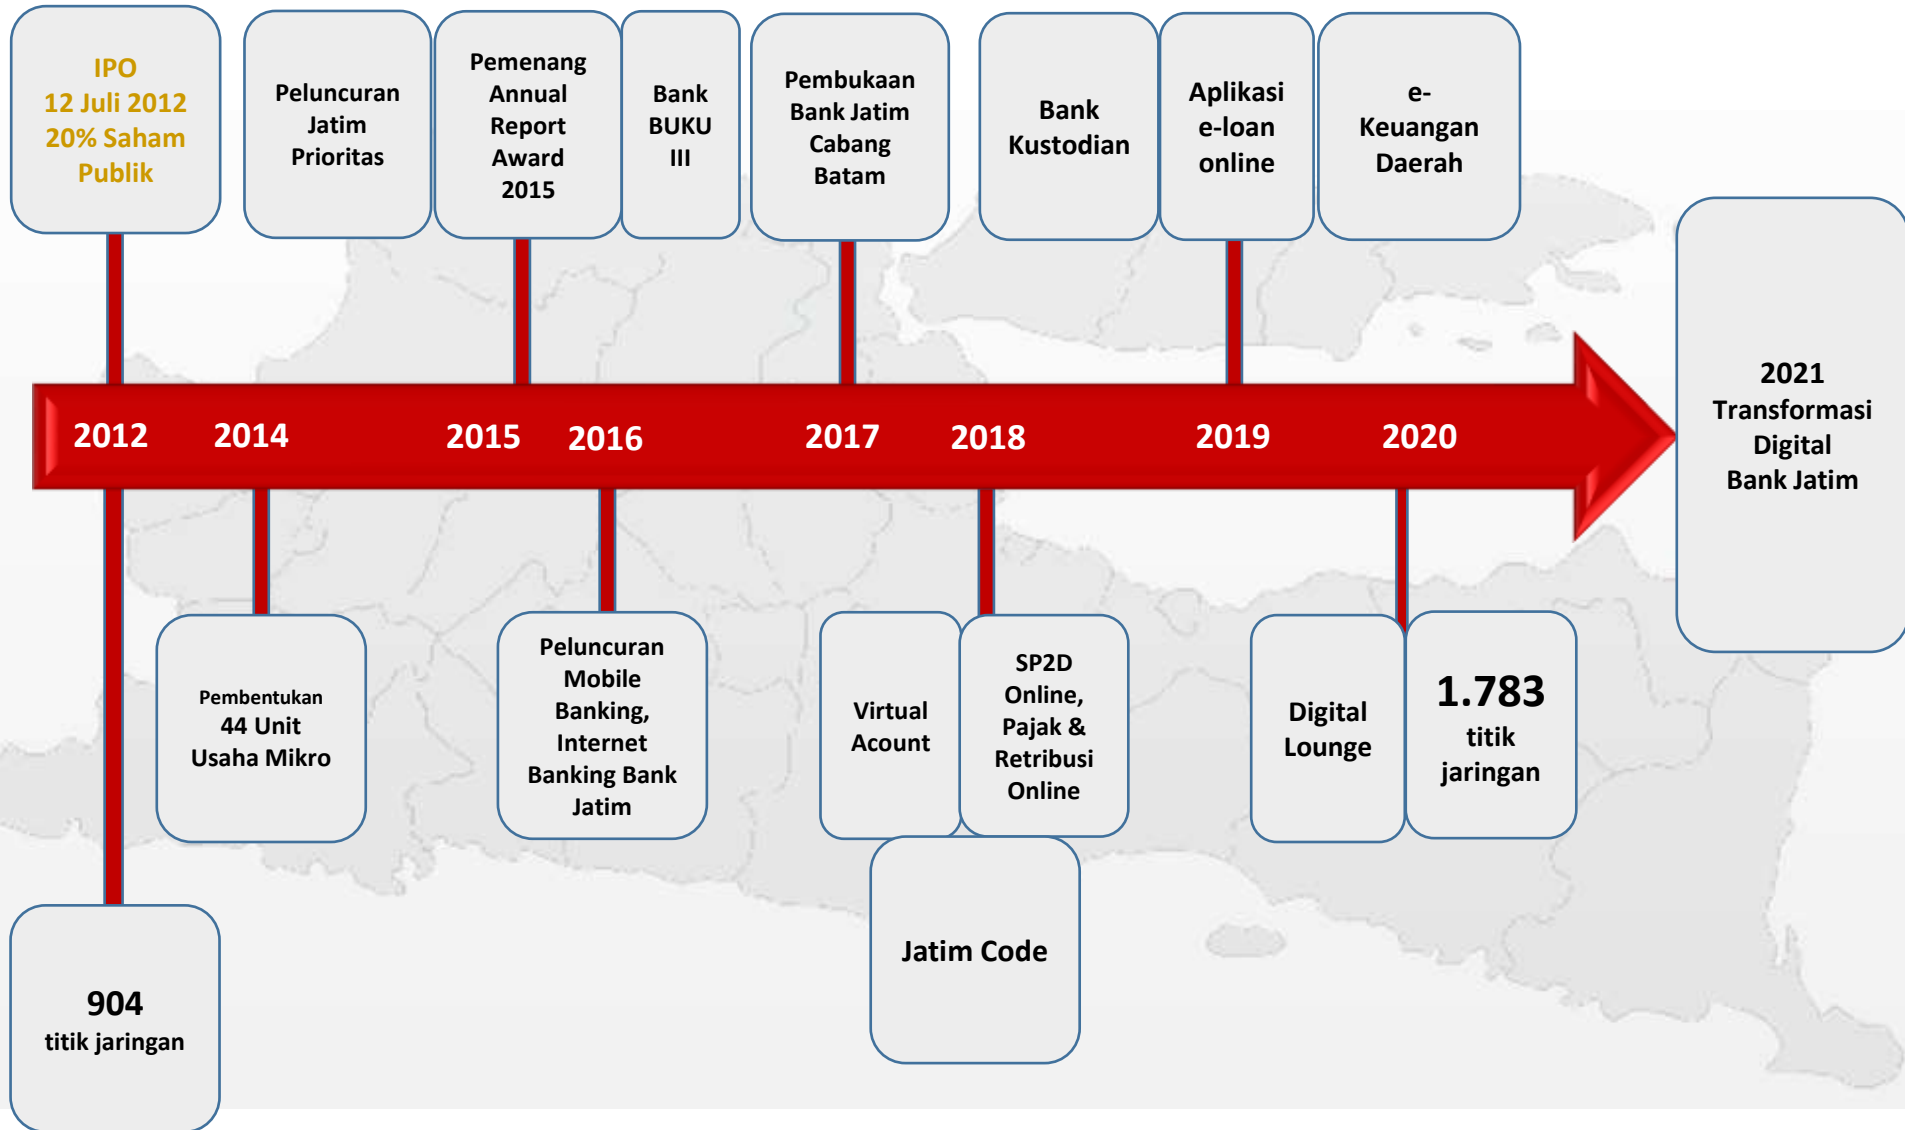 IPO
12 Juli 2012
20% Saham
Publik
Peluncuran
Jatim
Prioritas
Pemenang
Annual
Report
Award
2015
Bank
BUKU
III
Pembukaan
Bank Jatim
Cabang
Batam
Bank
Kustodian
Aplikasi
e-loan
online
e-
Keuangan
Daerah
2021
Transformasi
Digital
Bank Jatim
2012
2014
2015
2016
2017
2018
2019
2020
Pembentukan
44 Unit
Usaha Mikro
Peluncuran
Mobile
Banking,
Internet
Banking Bank
Jatim
Virtual
Acount
SP2D
Online,
Pajak &
Retribusi
Online
Digital
Lounge
1.783
titik
jaringan
Jatim Code
904
titik jaringan